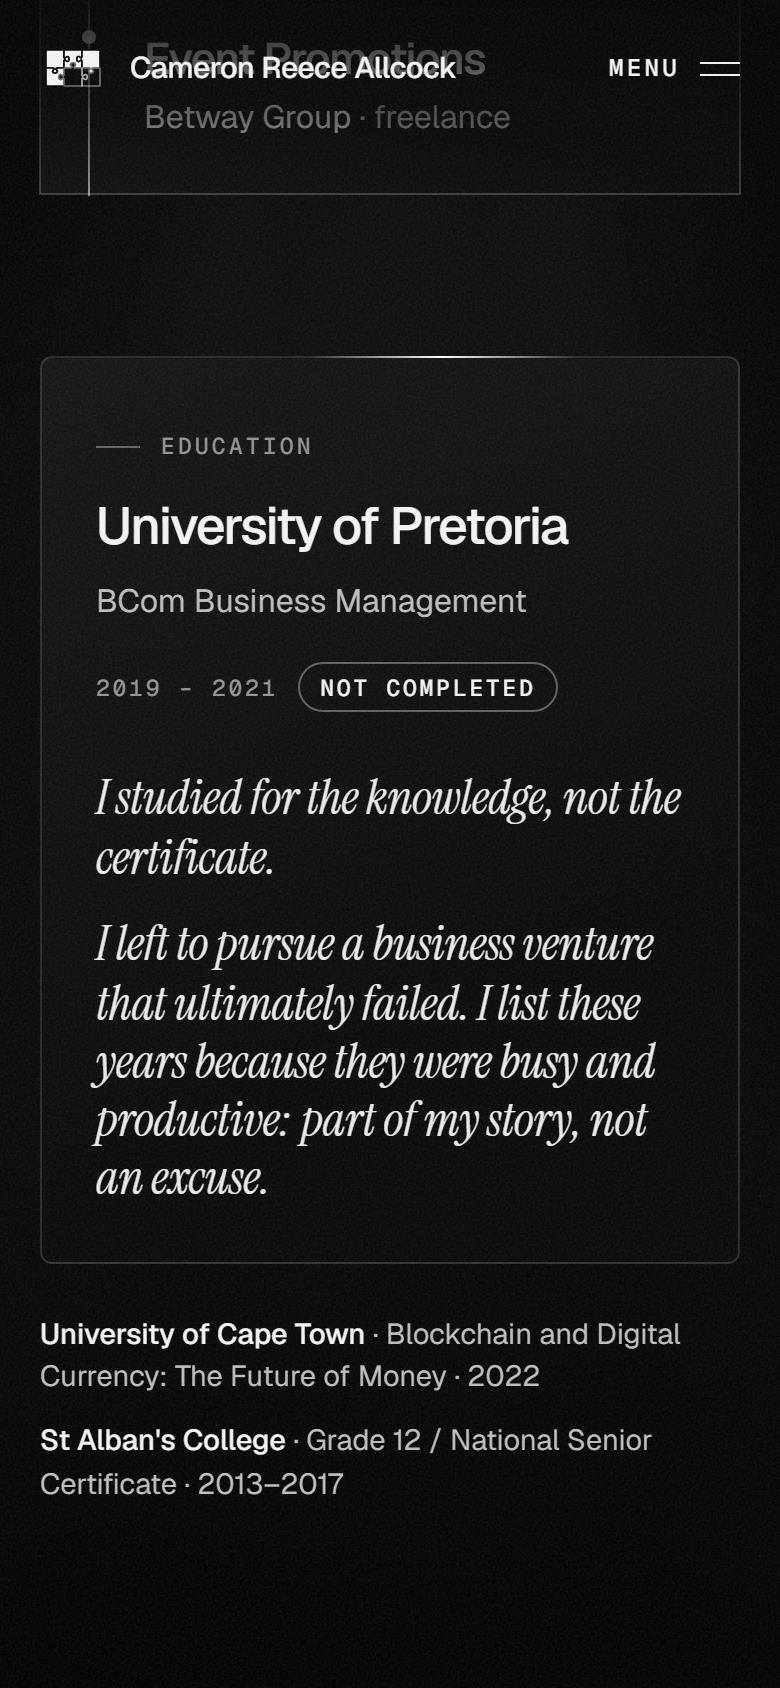 Event Promotions
Cameron Reece Allcock
MENU
Betway Group · freelance
EDUCATION
University of Pretoria
BCom Business Management
2019 - 2021 NOT COMPLETED
I studied for the knowledge, not the
certificate.
I left to pursue a business venture
that ultimately failed. I list these
years because they were busy and
productive: part of my story, not
an excuse.
University of Cape Town · Blockchain and Digital
Currency: The Future of Money · 2022
St Alban's College · Grade 12 / National Senior
Certificate · 2013–2017